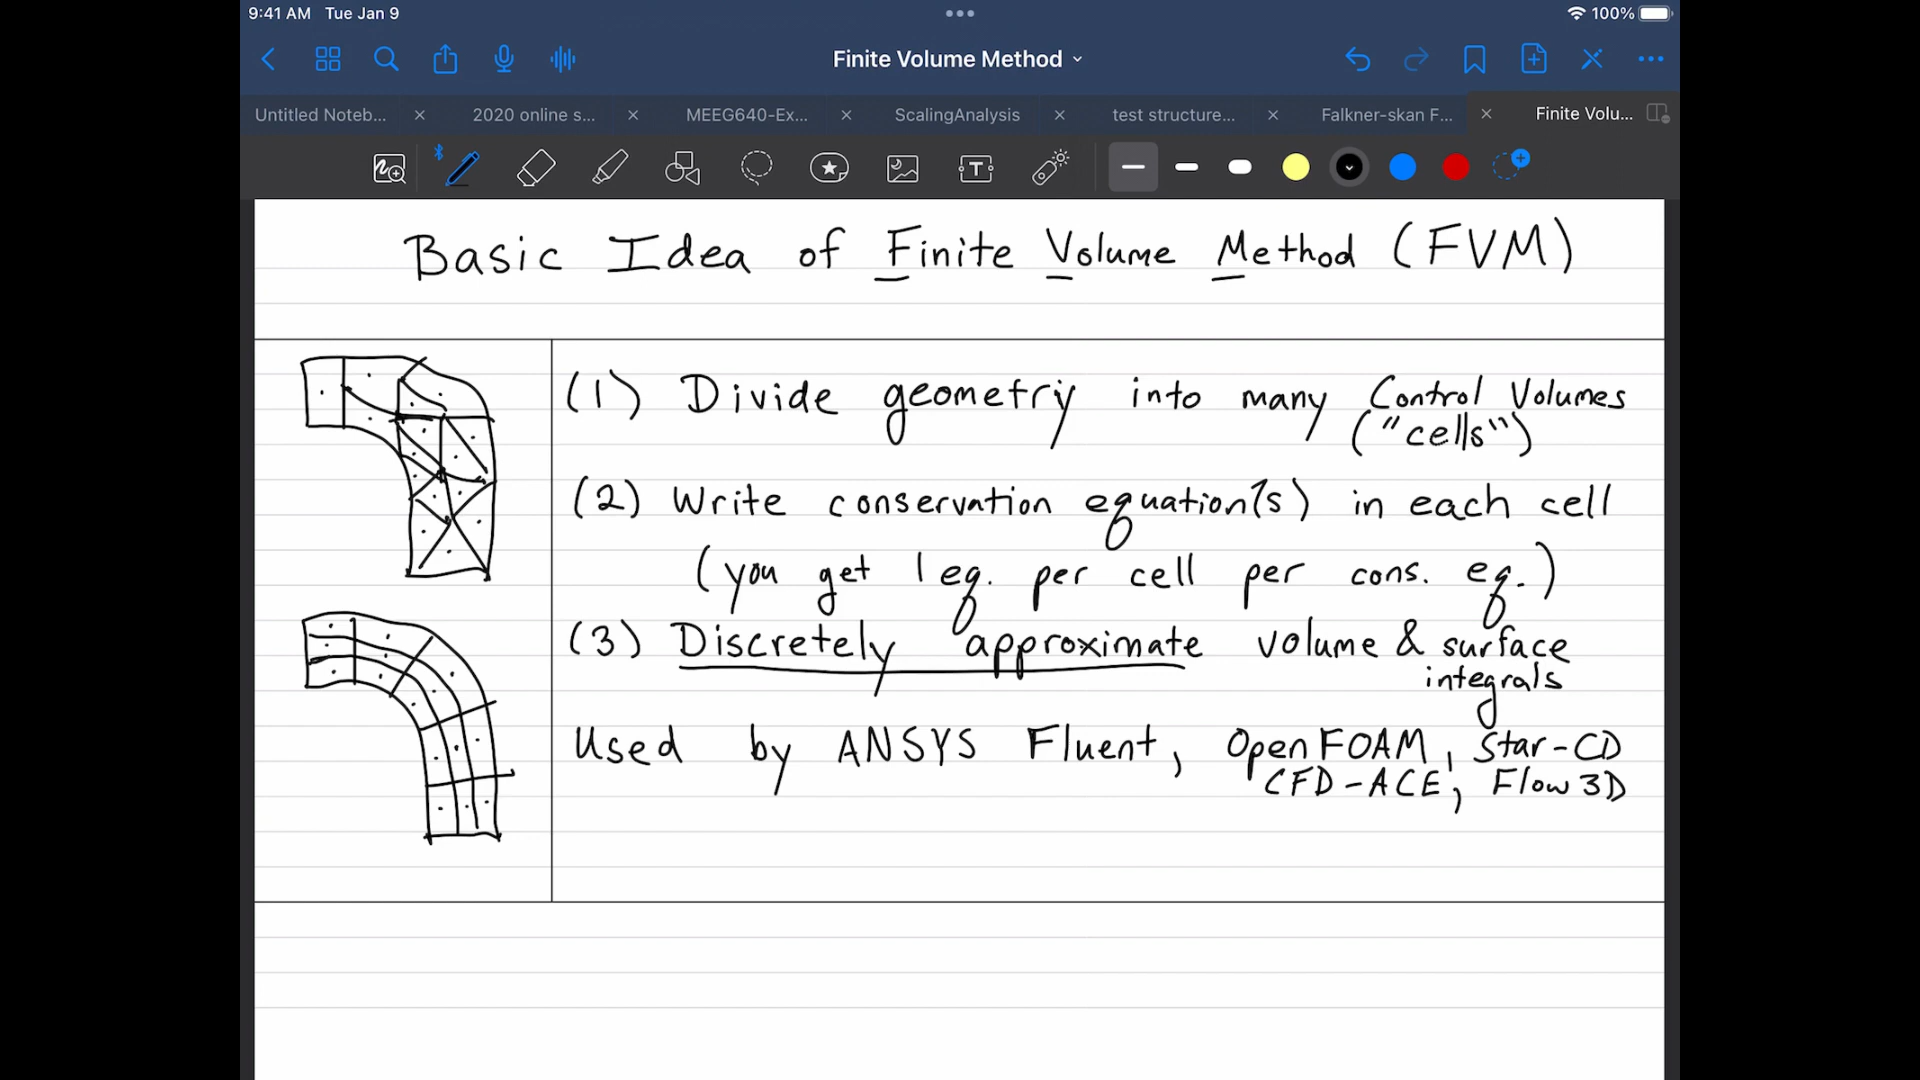 9:41 AM Tue Jan 9
100%
Finite Volume Method
Untitled Noteb...
2020 online s...
MEEG640-Ex...
ScalingAnalysis
test structure...
Falkner-skan F...
Finite Volu...
T
Basic Idea of Finite Volume Method (FVM)
(1) Divide geometry into many Control Volumes
("cells")
(2) Write conservation equation(s) in each cell
(you get 1 eq. per cell per cons. eq.)
(3) Discretely approximate volume & surface
integrals
Used by ANSYS Fluent, OpenFOAM, Star-CD
CFD-ACE, Flow3D